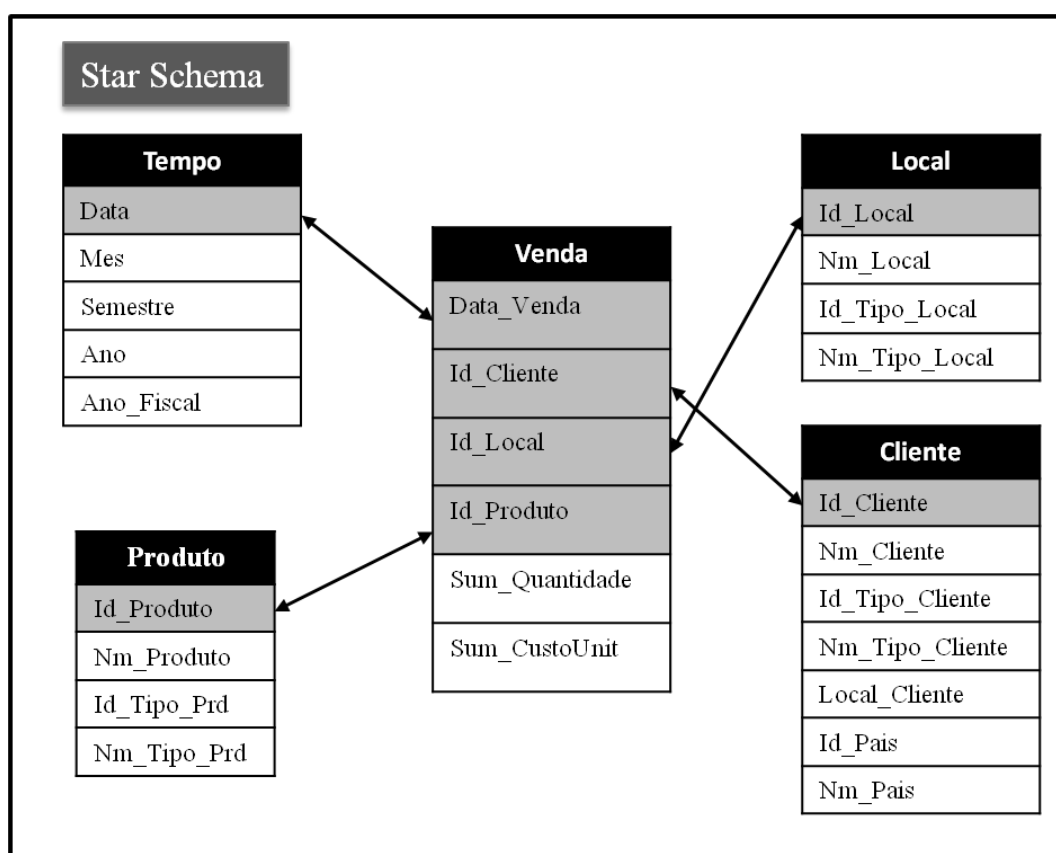 Star Schema
Tempo
Data
Mes
Semestre
Ano
Ano_Fiscal
Produto
Id_Produto
Nm_Produto
Id_Tipo_Prd
Nm_Tipo_Prd
Venda
Data_Venda
Id_Cliente
Id_Local
Id_Produto
Sum_Quantidade
Sum_CustoUnit
Local
Id_Local
Nm_Local
Id_Tipo_Local
Nm_Tipo_Local
Cliente
Id_Cliente
Nm_Cliente
Id_Tipo_Cliente
Nm_Tipo_Cliente
Local_Cliente
Id_Pais
Nm_Pais